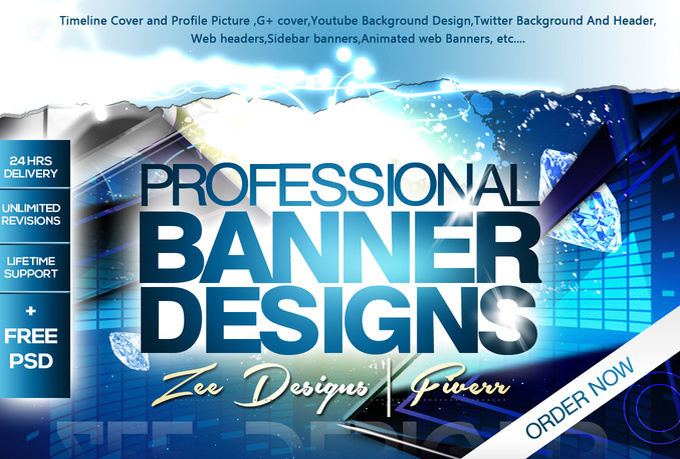 Timeline Cover and Profile Picture ,G+ cover,Youtube Background Design,Twitter Background And Header,
Web headers,Sidebar banners,Animated web Banners, etc....
24 HRS
DELIVERY
UNLIMITED
REVISIONS
LIFETIME
SUPPORT
+
FREE
PSD
PROFESSIONAL
BANNER
DESIGNS
Zee Designs | Fiverr
ORDER NOW